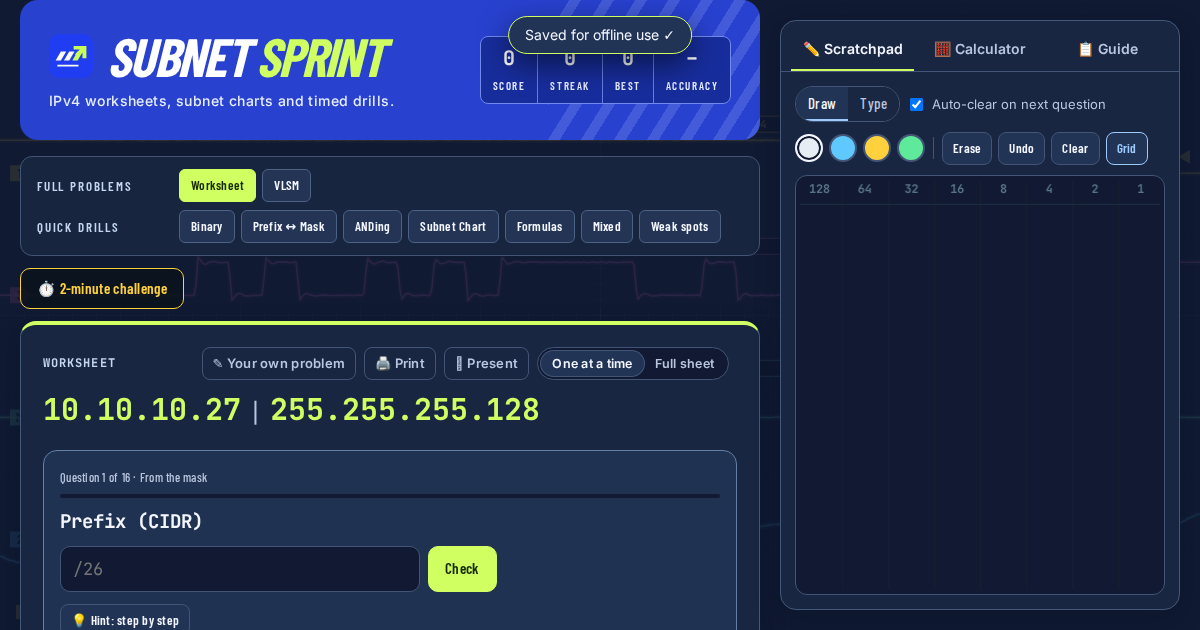 SUBNET SPRINT
IPv4 worksheets, subnet charts and timed drills.
Saved for offline use ✓
0 0 0 –
SCORE STREAK BEST ACCURACY
FULL PROBLEMS Worksheet VLSM
QUICK DRILLS Binary Prefix ↔ Mask ANDing Subnet Chart Formulas Mixed Weak spots
⏱️ 2-minute challenge
WORKSHEET ✎ Your own problem 🖨️ Print Present One at a time Full sheet
10.10.10.27 | 255.255.255.128
Question 1 of 16 · From the mask
Prefix (CIDR)
/26 Check
💡 Hint: step by step
✏️ Scratchpad 🧮 Calculator 📋 Guide
Draw Type Auto-clear on next question
Erase Undo Clear Grid
128 64 32 16 8 4 2 1